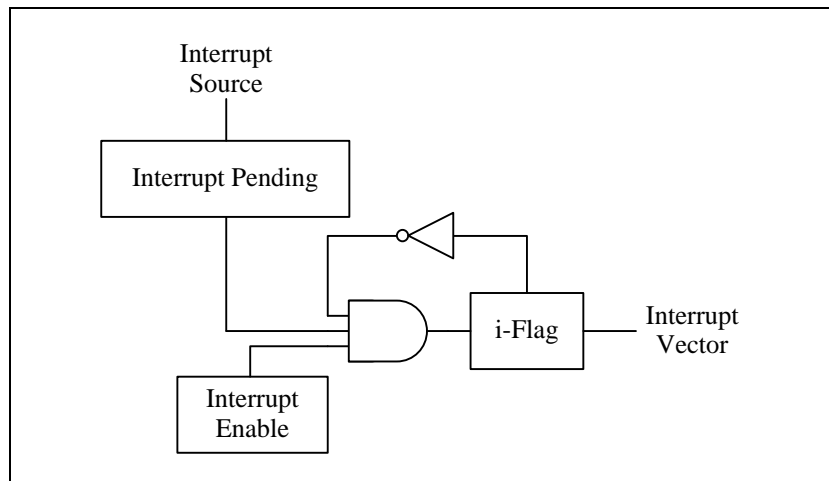 Interrupt
Source
Interrupt Pending
i-Flag
Interrupt
Vector
Interrupt
Enable